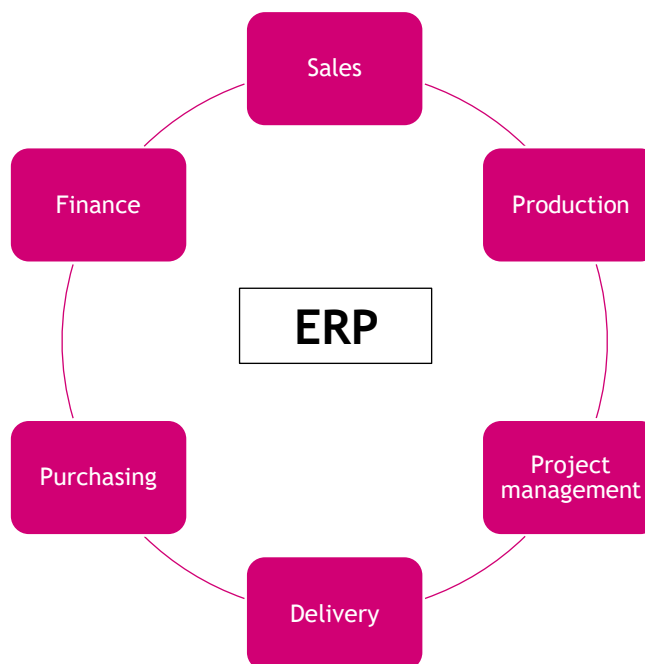 Sales
Finance
Production
ERP
Purchasing
Project
management
Delivery